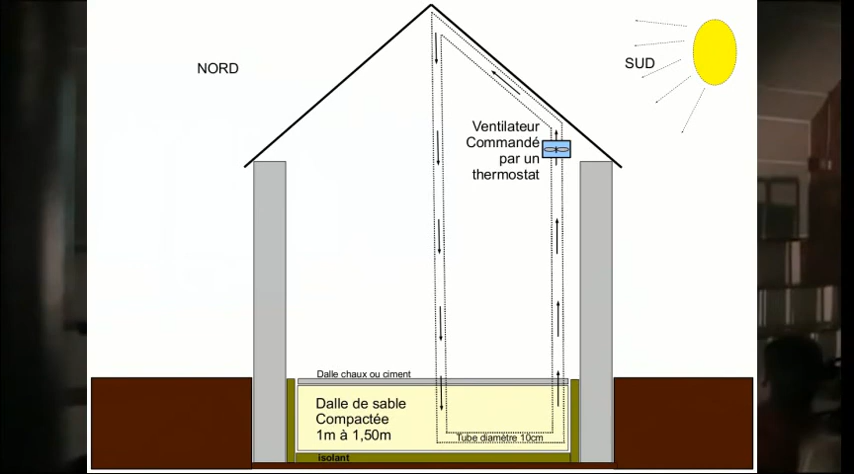 NORD
SUD
Ventilateur
Commandé
par un
thermostat
Dalle chaux ou ciment
Dalle de sable
Compactée
1m à 1,50m
Tube diamètre 10cm
isolant